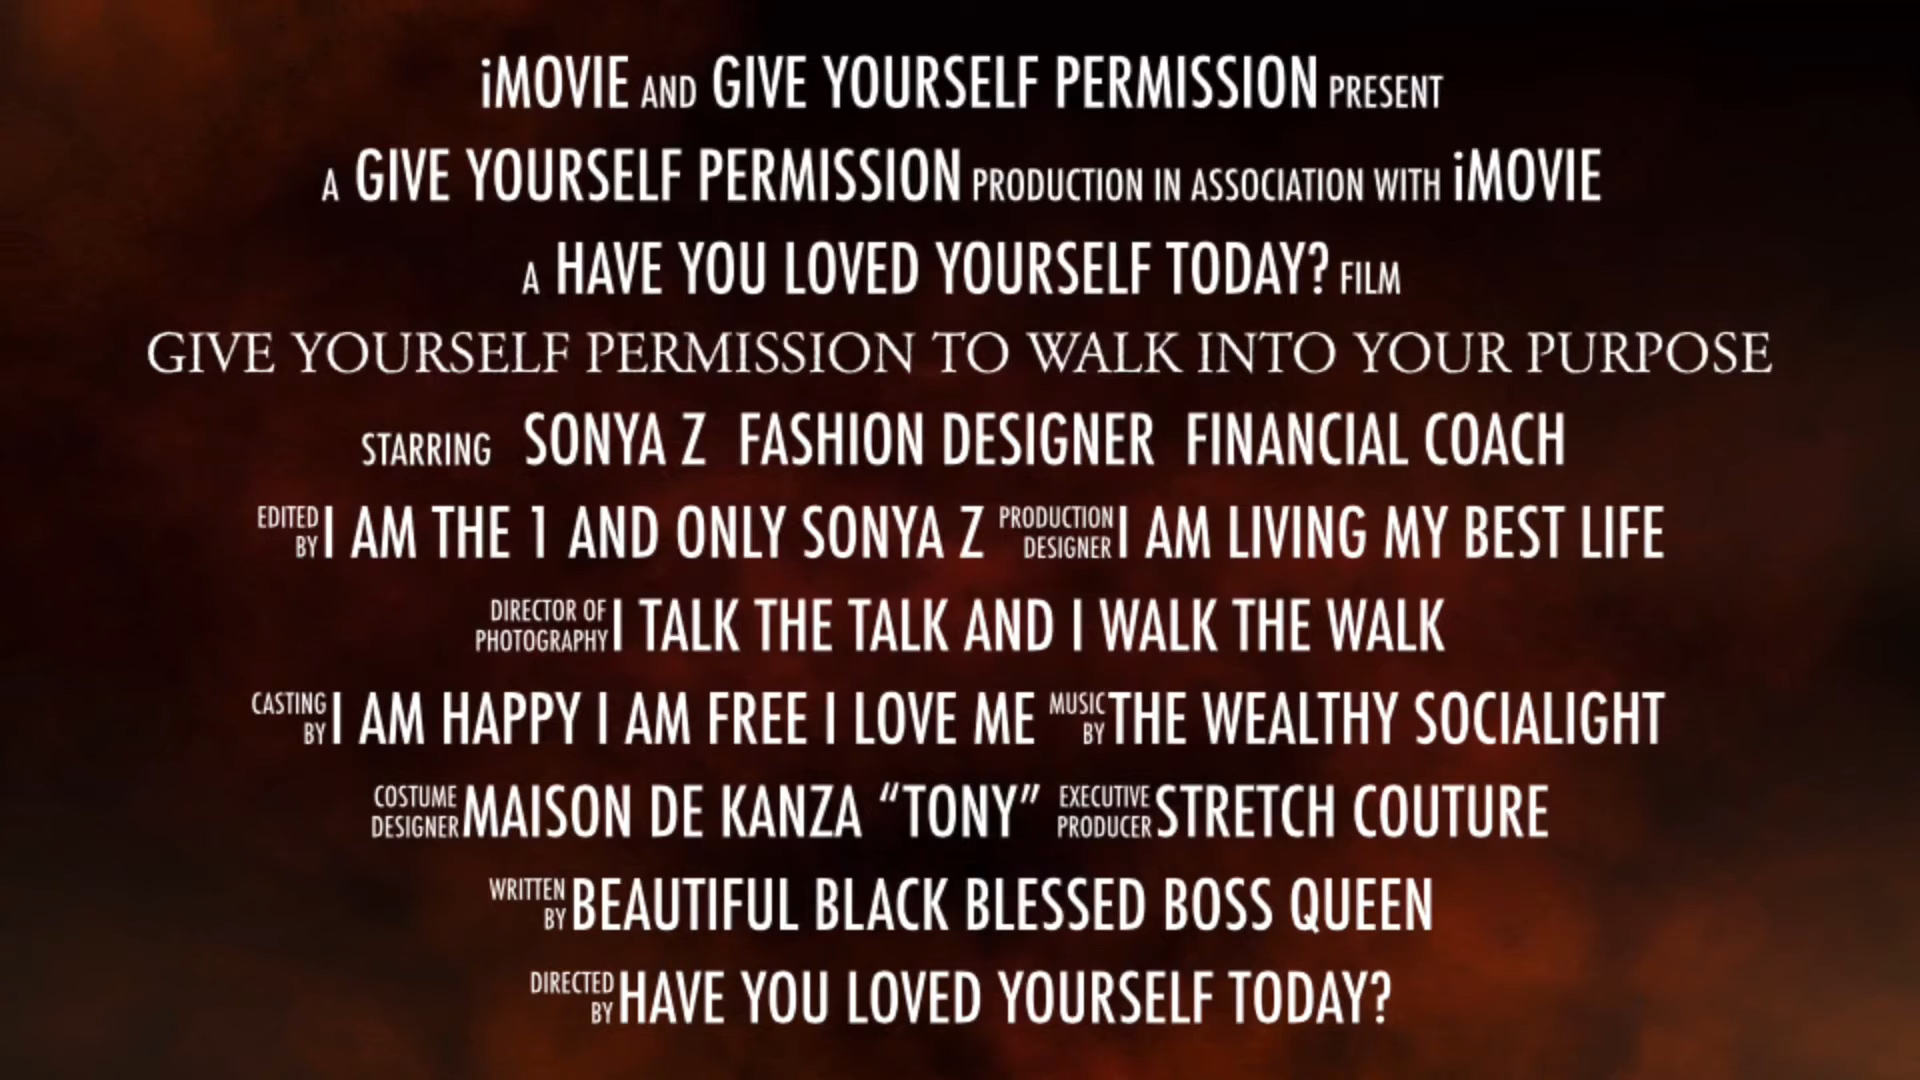 iMOVIE AND GIVE YOURSELF PERMISSION PRESENT
A GIVE YOURSELF PERMISSION PRODUCTION IN ASSOCIATION WITH iMOVIE
A HAVE YOU LOVED YOURSELF TODAY? FILM
GIVE YOURSELF PERMISSION TO WALK INTO YOUR PURPOSE
STARRING SONYA Z FASHION DESIGNER FINANCIAL COACH
EDITED BY I AM THE 1 AND ONLY SONYA Z PRODUCTION DESIGNER I AM LIVING MY BEST LIFE
DIRECTOR OF PHOTOGRAPHY I TALK THE TALK AND I WALK THE WALK
CASTING BY I AM HAPPY I AM FREE I LOVE ME MUSIC BY THE WEALTHY SOCIALIGHT
COSTUME DESIGNER MAISON DE KANZA “TONY” EXECUTIVE PRODUCER STRETCH COUTURE
WRITTEN BY BEAUTIFUL BLACK BLESSED BOSS QUEEN
DIRECTED BY HAVE YOU LOVED YOURSELF TODAY?